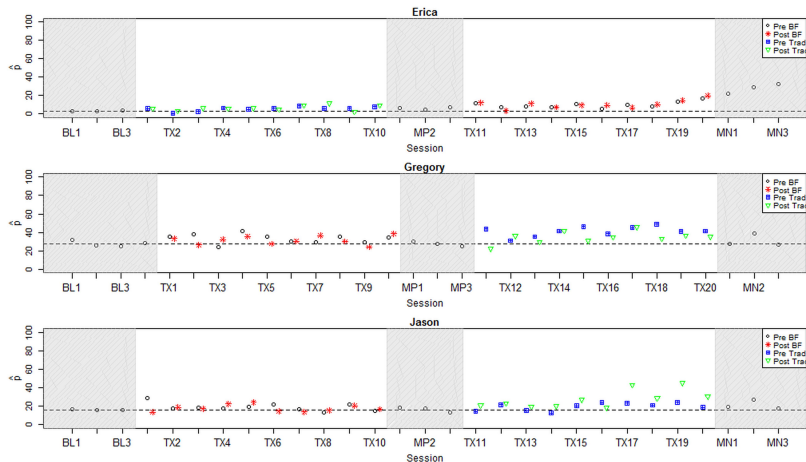 Erica
100
80
60
40
20
0
p̂
BL1 BL3 TX2 TX4 TX6 TX8 TX10 MP2 TX11 TX13 TX15 TX17 TX19 MN1 MN3
Session
Pre BF
Post BF
Pre Trad
Post Trad
Gregory
100
80
60
40
20
0
p̂
BL1 BL3 TX1 TX3 TX5 TX7 TX9 MP1 MP3 TX12 TX14 TX16 TX18 TX20 MN2
Session
Pre BF
Post BF
Pre Trad
Post Trad
Jason
100
80
60
40
20
0
p̂
BL1 BL3 TX2 TX4 TX6 TX8 TX10 MP2 TX11 TX13 TX15 TX17 TX19 MN1 MN3
Session
Pre BF
Post BF
Pre Trad
Post Trad